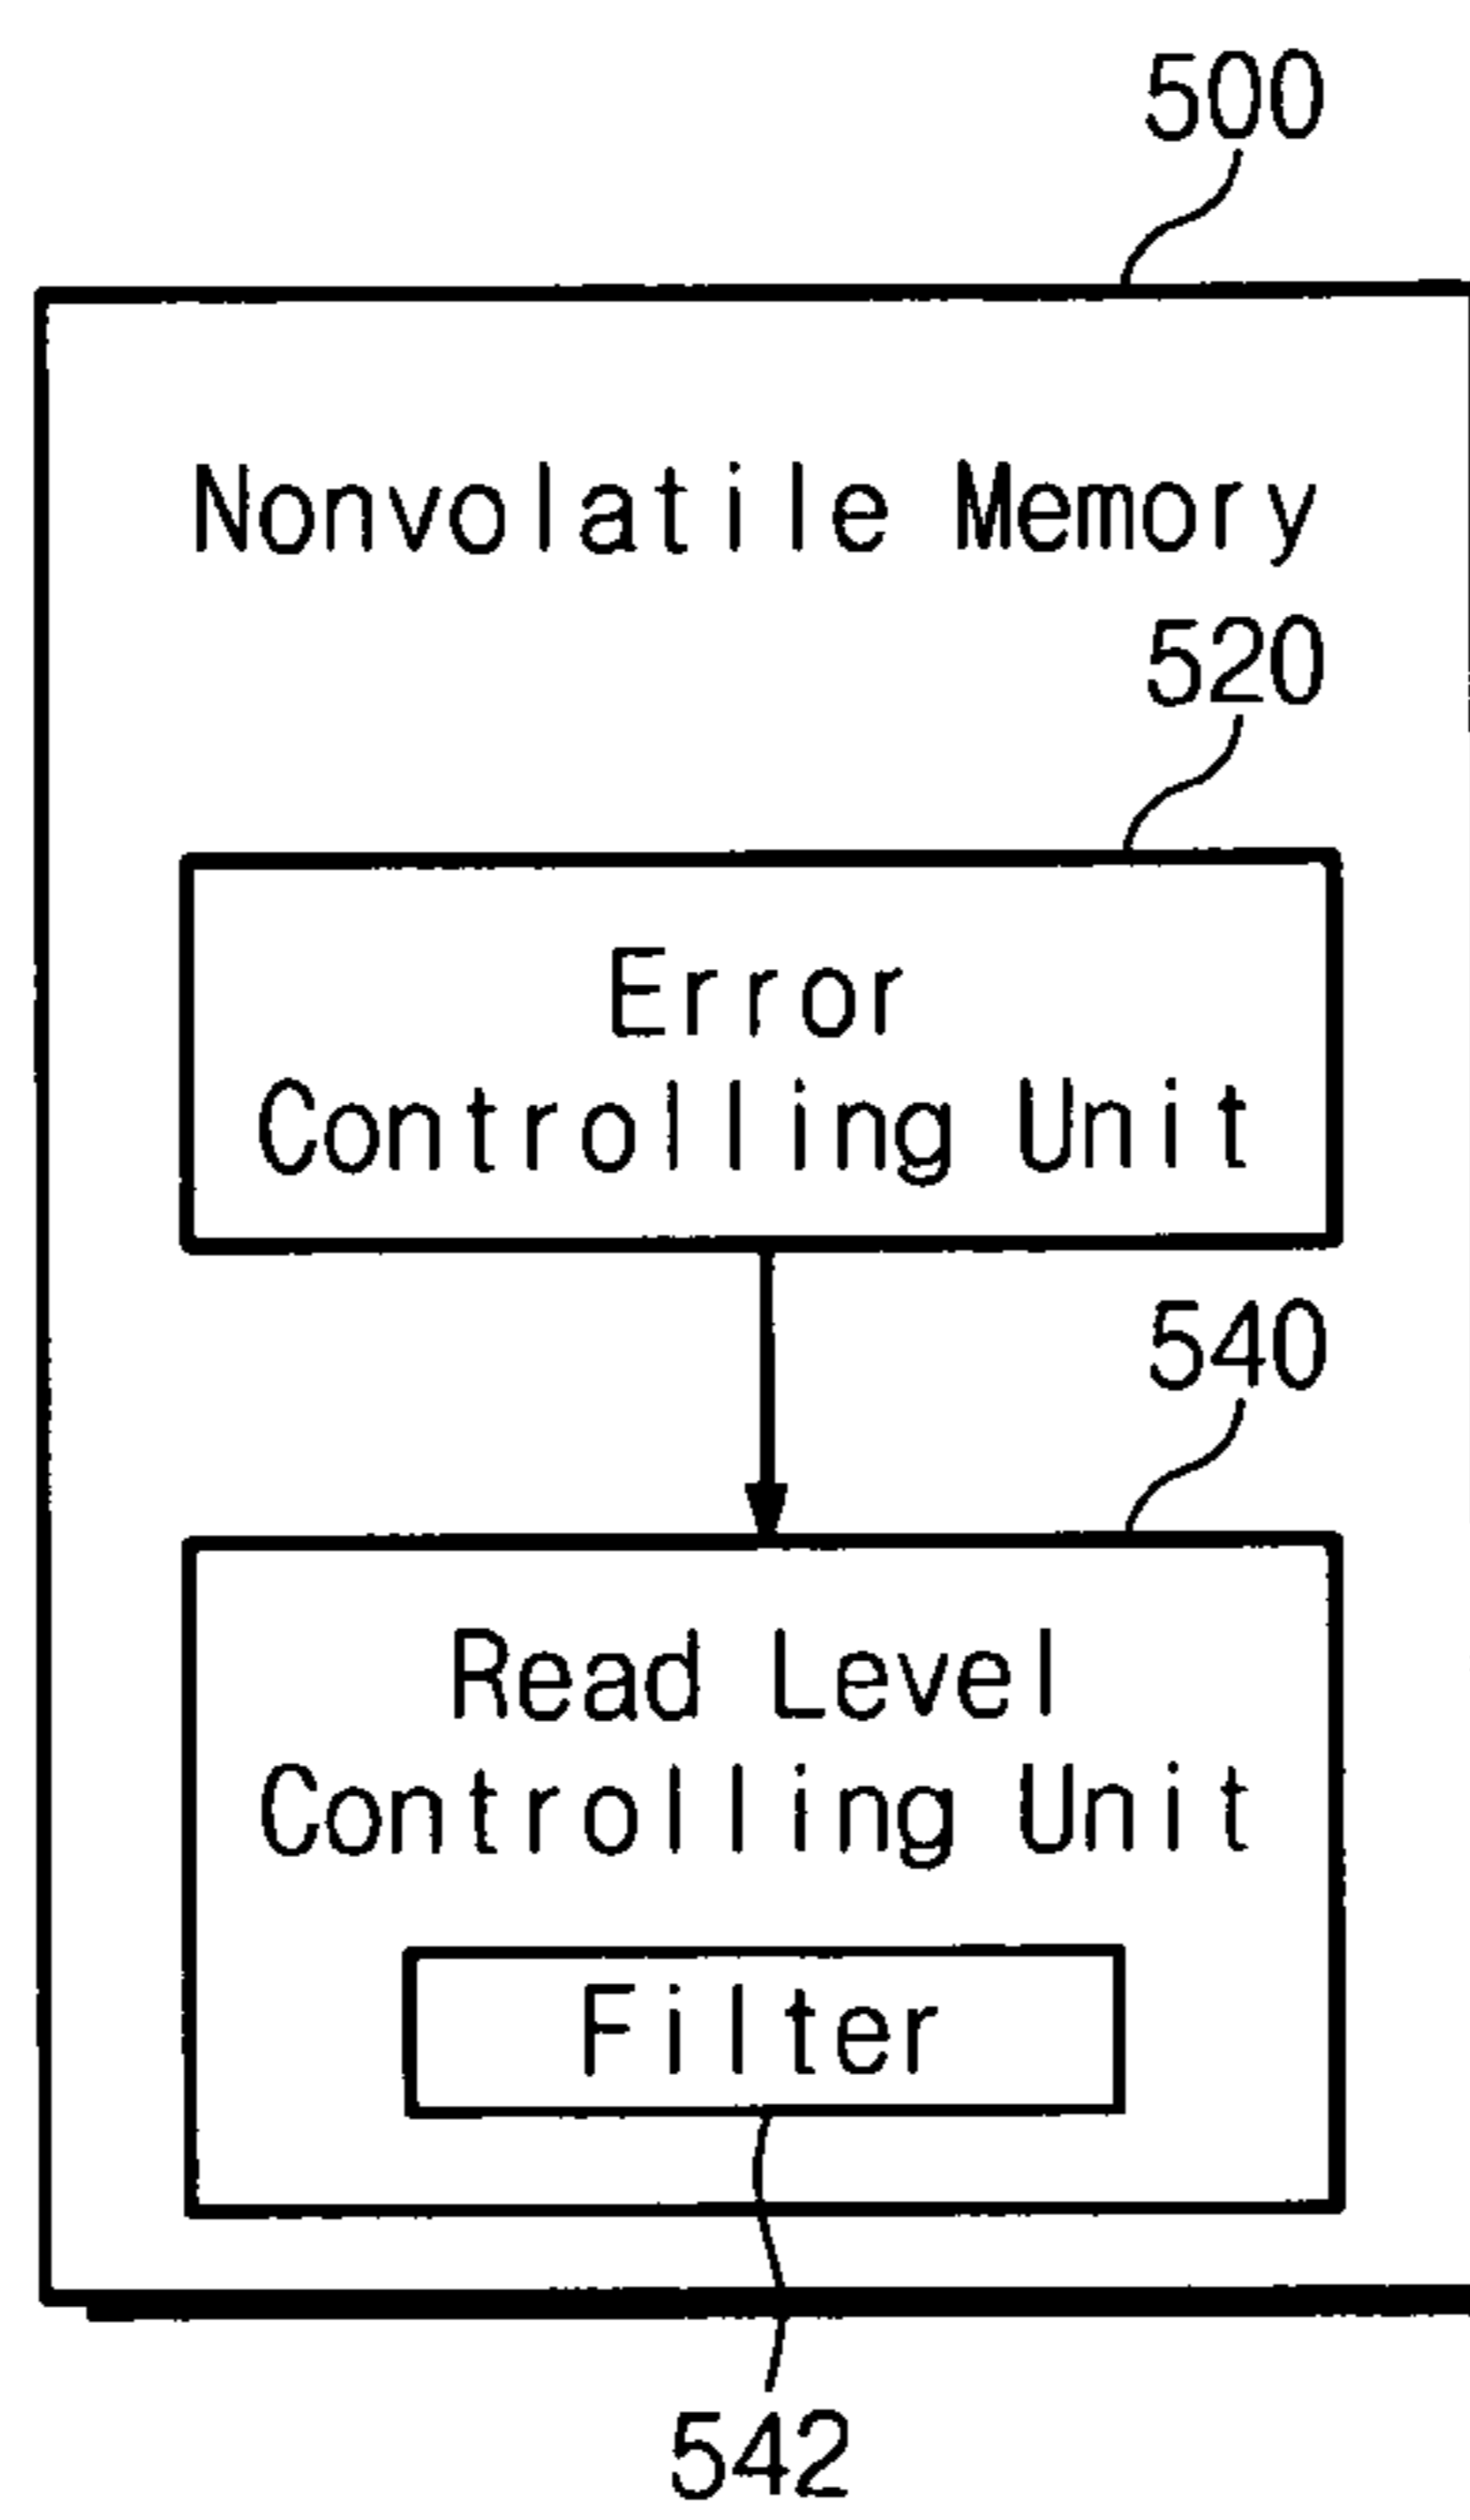 500
Nonvolatile Memory
520
Error
Controlling Unit
540
Read Level
Controlling Unit
Filter
542